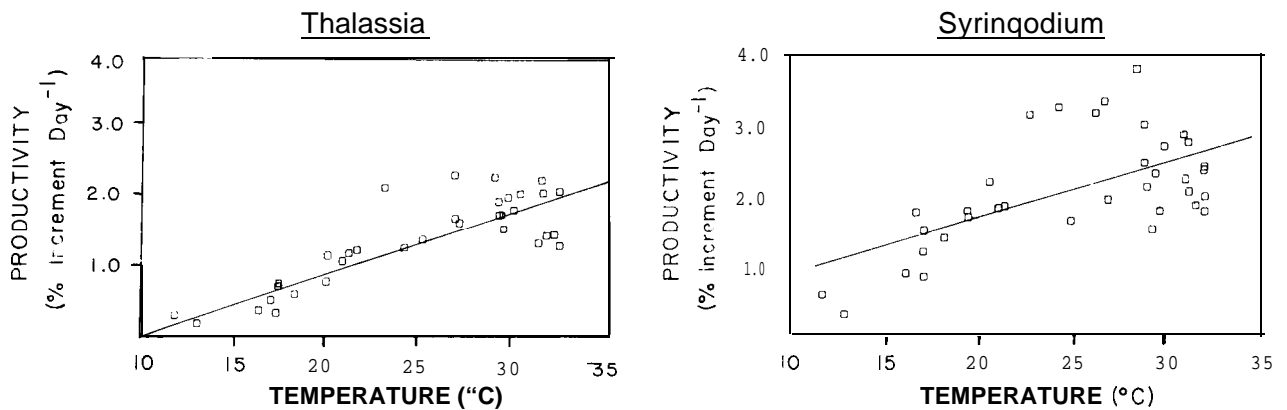 Thalassia
PRODUCTIVITY
(% Increment Day-1)
4.0
3.0
2.0
1.0
10
15
20
25
30
35
TEMPERATURE (“C)
Syrinqodium
PRODUCTIVITY
(% Increment Day-1)
4.0
3.0
2.0
1.0
10
15
20
25
30
35
TEMPERATURE (°C)